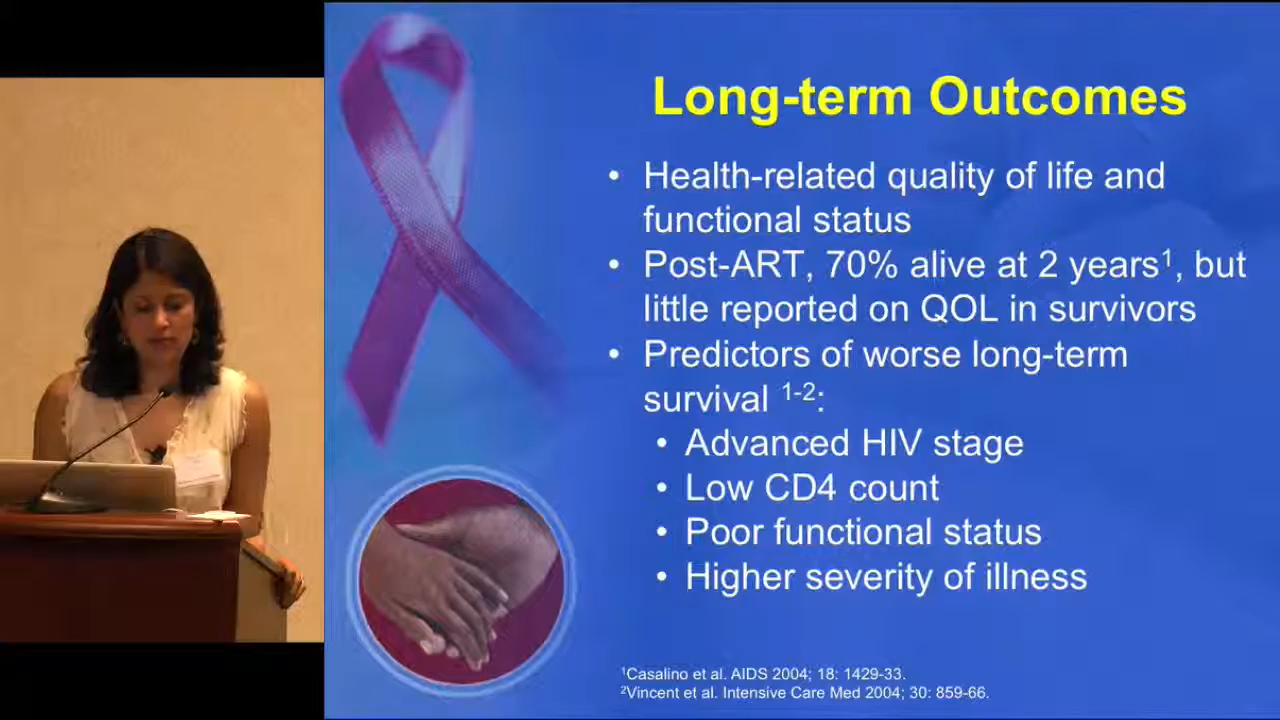 Long-term Outcomes
• Health-related quality of life and
functional status
• Post-ART, 70% alive at 2 years¹, but
little reported on QOL in survivors
• Predictors of worse long-term
survival ¹⁻²:
• Advanced HIV stage
• Low CD4 count
• Poor functional status
• Higher severity of illness
¹Casalino et al. AIDS 2004; 18: 1429-33.
²Vincent et al. Intensive Care Med 2004; 30: 859-66.